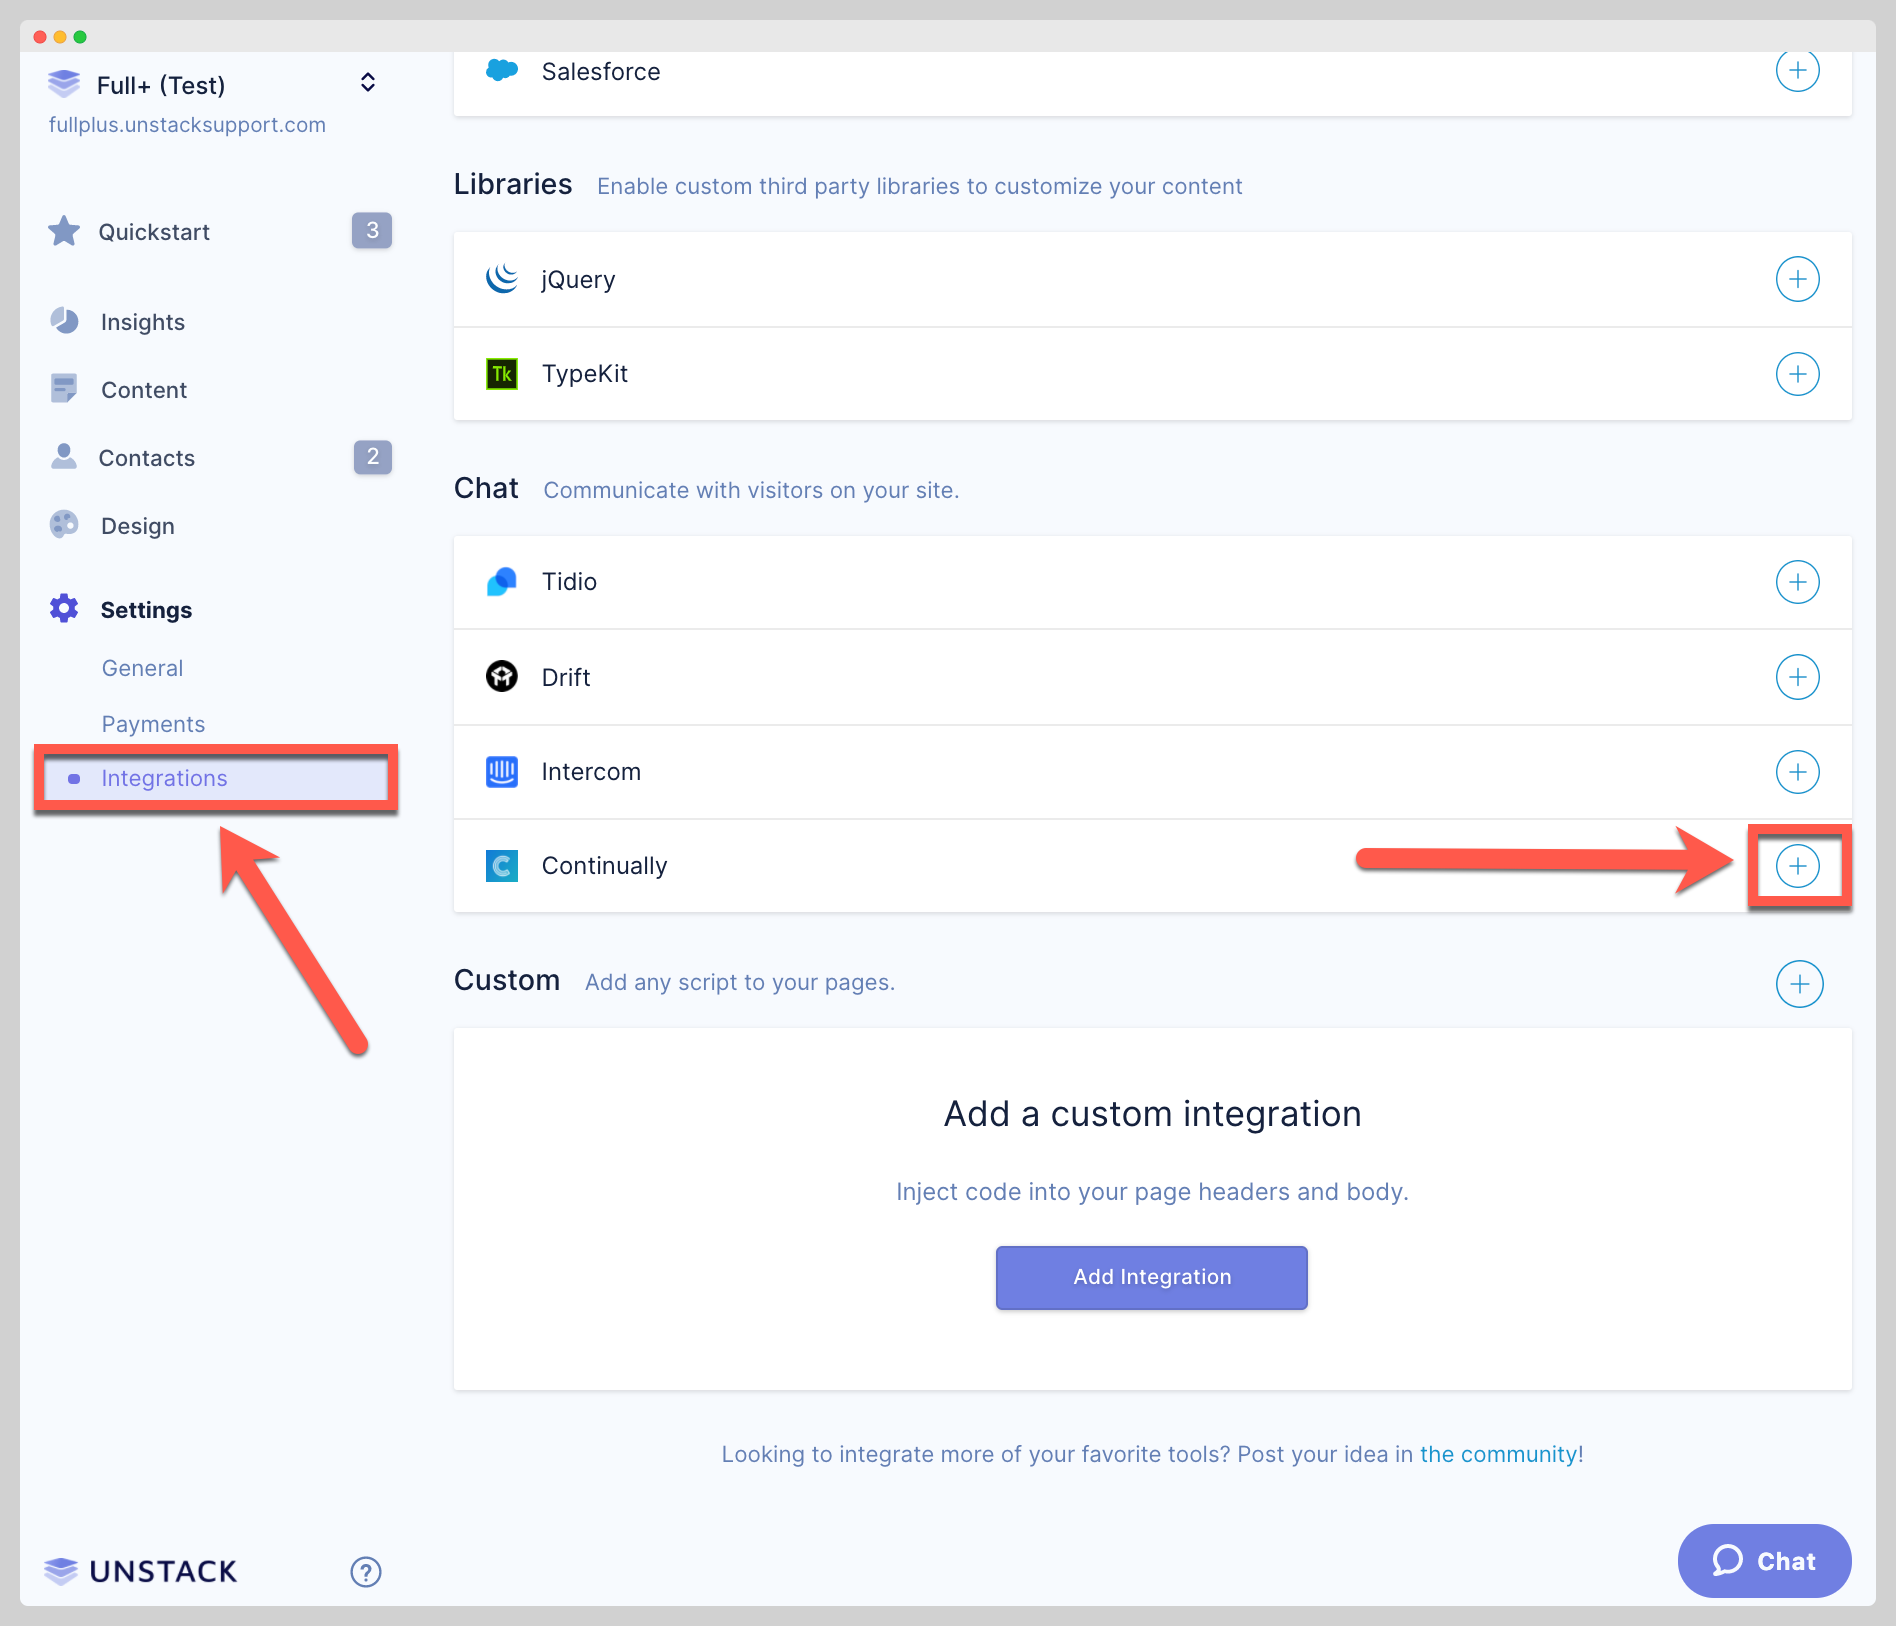 Full+ (Test)
fullplus.unstacksupport.com
Quickstart 3
Insights
Content
Contacts 2
Design
Settings
General
Payments
Integrations
UNSTACK ?
Salesforce
Libraries Enable custom third party libraries to customize your content
jQuery
Tk TypeKit
Chat Communicate with visitors on your site.
Tidio
Drift
Intercom
C Continually
Custom Add any script to your pages.
Add a custom integration
Inject code into your page headers and body.
Add Integration
Looking to integrate more of your favorite tools? Post your idea in the community!
Chat